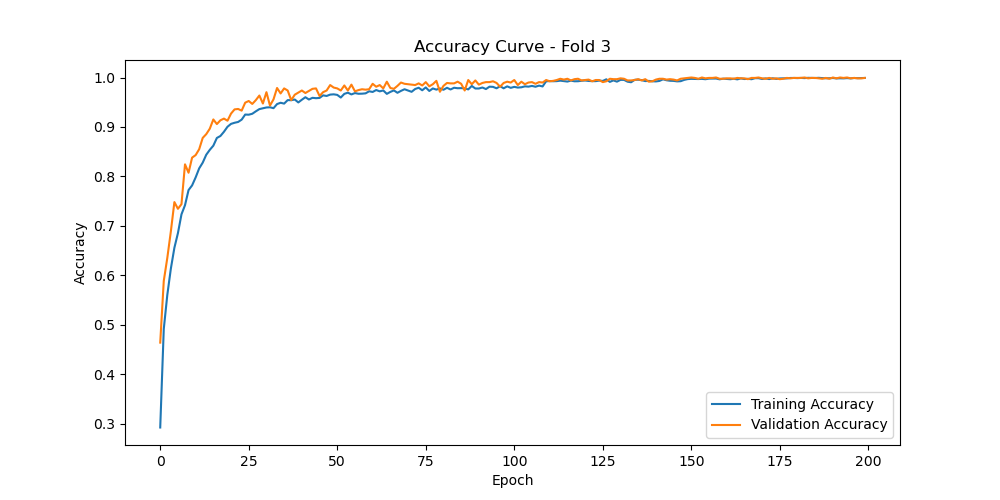 Accuracy Curve - Fold 3
Accuracy
1.0
0.9
0.8
0.7
0.6
0.5
0.4
0.3
0 25 50 75 100 125 150 175 200
Epoch
Training Accuracy
Validation Accuracy